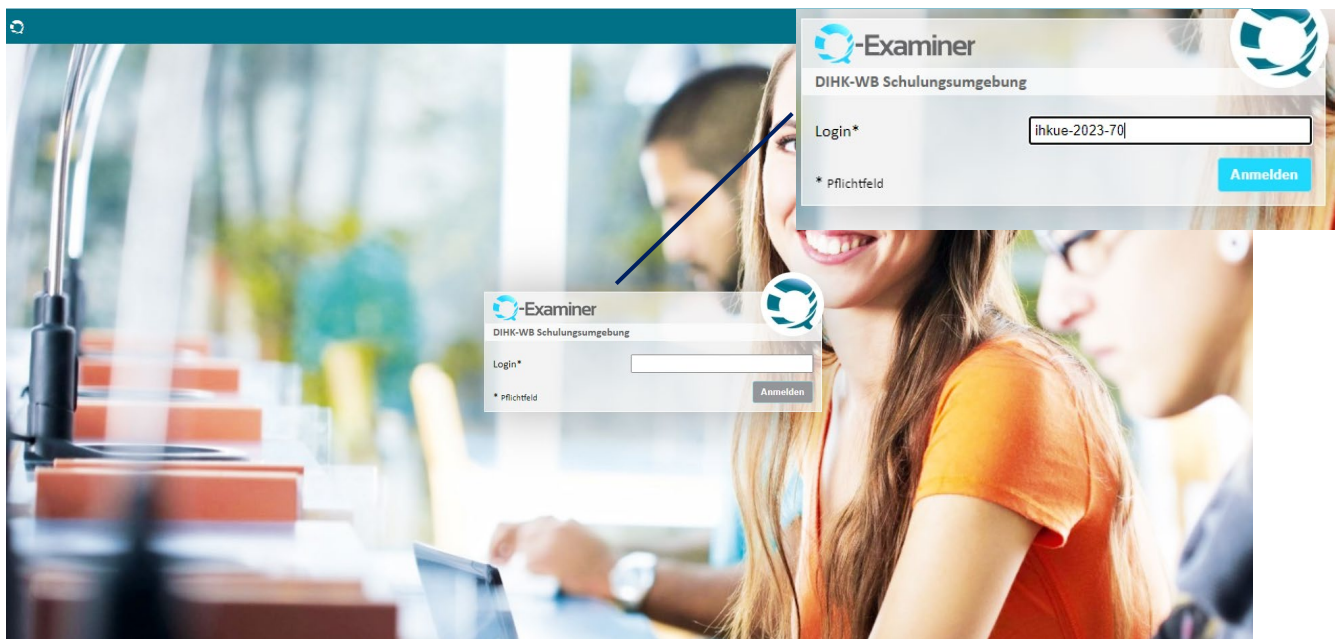 -Examiner
DIHK-WB Schulungsumgebung
Login*
ihkue-2023-70
* Pflichtfeld
Anmelden
-Examiner
DIHK-WB Schulungsumgebung
Login*
* Pflichtfeld
Anmelden